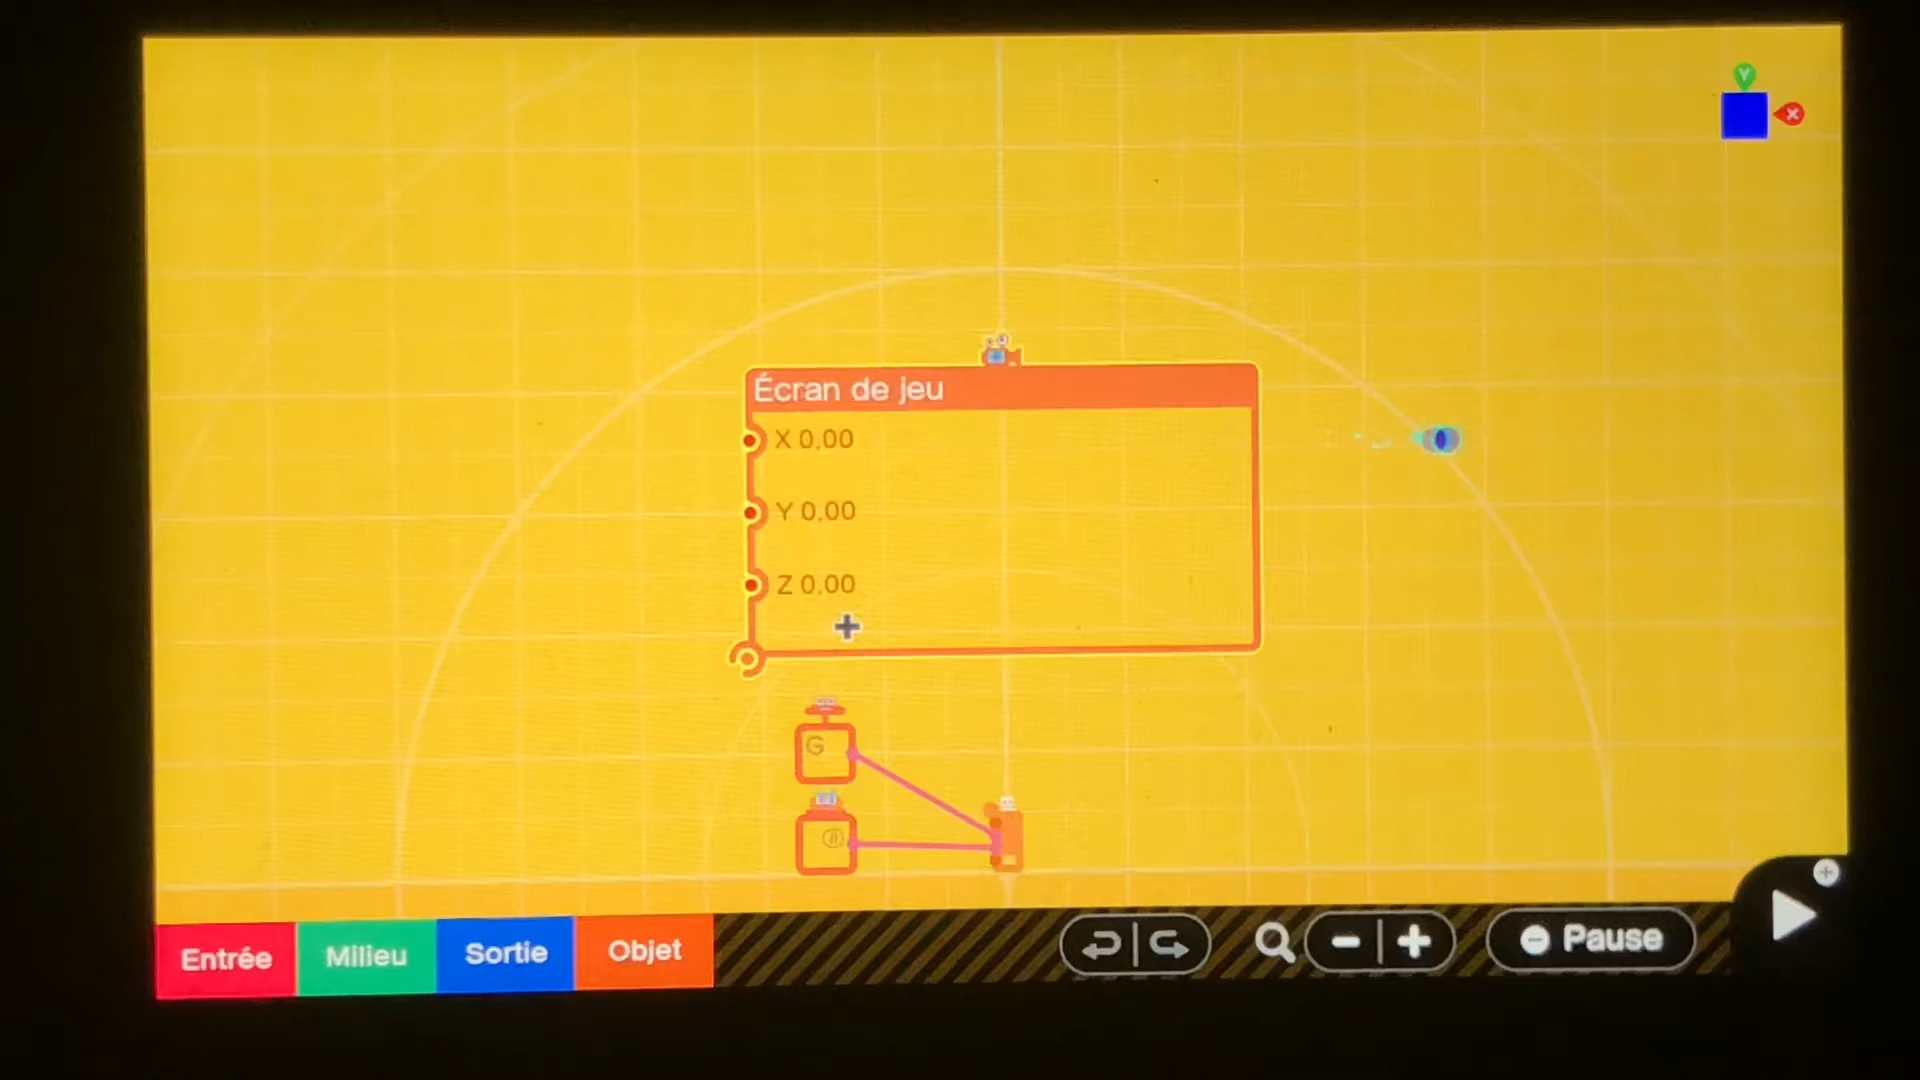 Y
X
Écran de jeu
X 0,00
Y 0,00
Z 0,00
G
B
Entrée
Milieu
Sortie
Objet
Pause